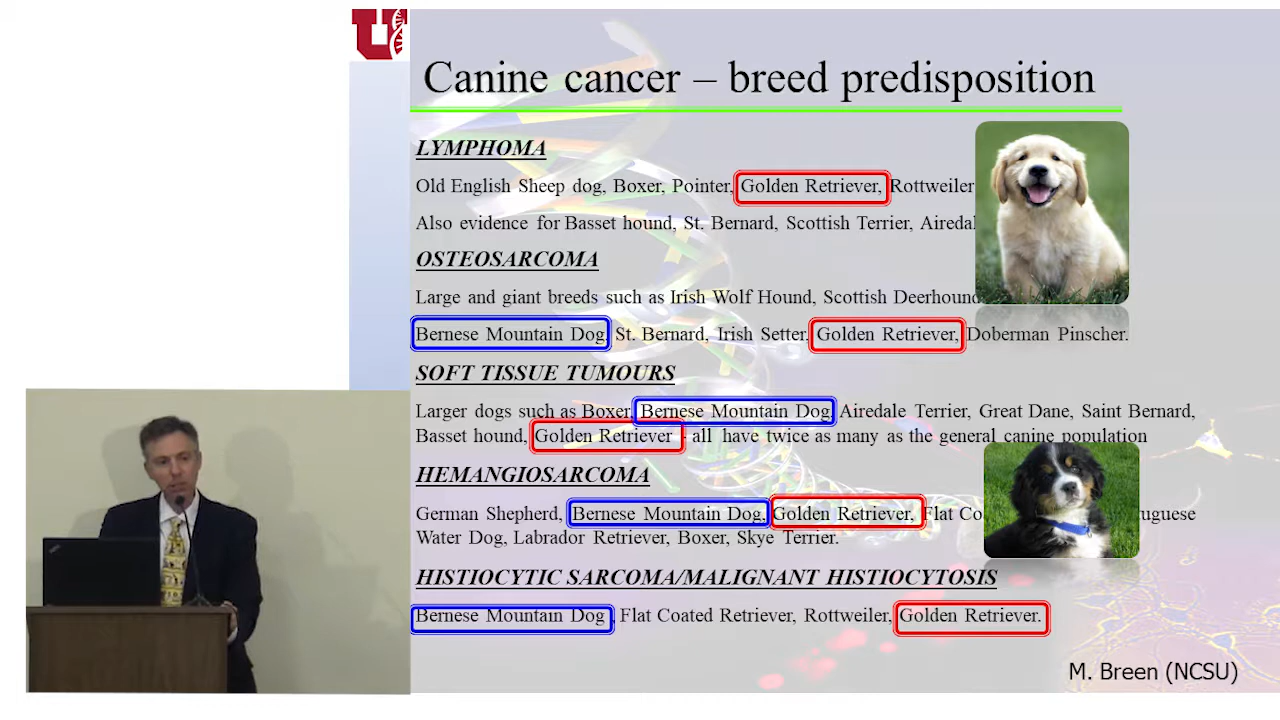 Canine cancer – breed predisposition
LYMPHOMA
Old English Sheep dog, Boxer, Pointer, Golden Retriever, Rottweiler
Also evidence for Basset hound, St. Bernard, Scottish Terrier,
OSTEOSARCOMA
Large and giant breeds such as Irish Wolf Hound, Scottish Deerhound
Bernese Mountain Dog, St. Bernard, Irish Setter, Golden Retriever, Doberman Pinscher.
SOFT TISSUE TUMOURS
Larger dogs such as Boxer, Bernese Mountain Dog, Airedale Terrier, Great Dane, Saint Bernard,
Basset hound, Golden Retriever - all have twice as many as the general canine population
HEMANGIOSARCOMA
German Shepherd, Bernese Mountain Dog, Golden Retriever, Flat
Water Dog, Labrador Retriever, Boxer, Skye Terrier.
HISTIOCYTIC SARCOMA/MALIGNANT HISTIOCYTOSIS
Bernese Mountain Dog, Flat Coated Retriever, Rottweiler, Golden Retriever.
M. Breen (NCSU)